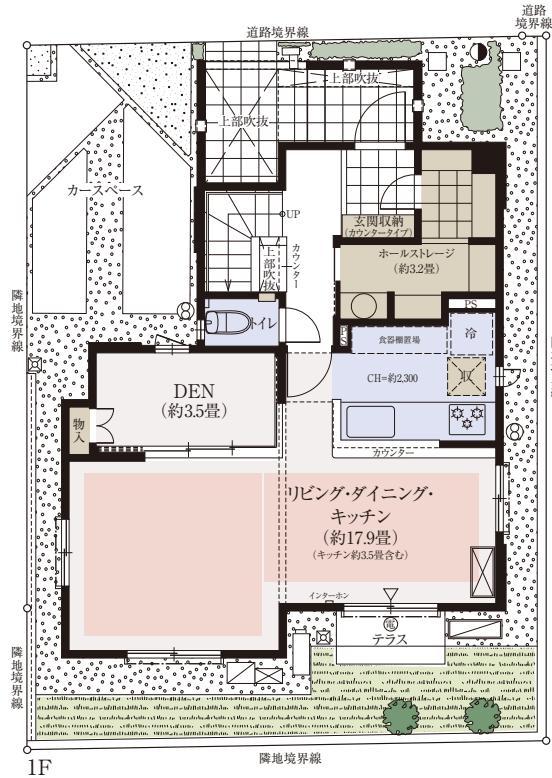 道路境界線
道路
境界線
上部吹抜
上部吹抜
カースペース
玄関収納
(カウンタータイプ)
UP
カウンター
上部吹抜
ホールストレージ
(約3.2畳)
PS
トイレ
PS
食器棚置場
冷
収
CH=約2,300
隣地境界線
DEN
(約3.5畳)
物入
カウンター
リビング・ダイニング・
キッチン
(約17.9畳)
(キッチン約3.5畳含む)
インターホン
電
テラス
隣地境界線
隣地境界線
1F